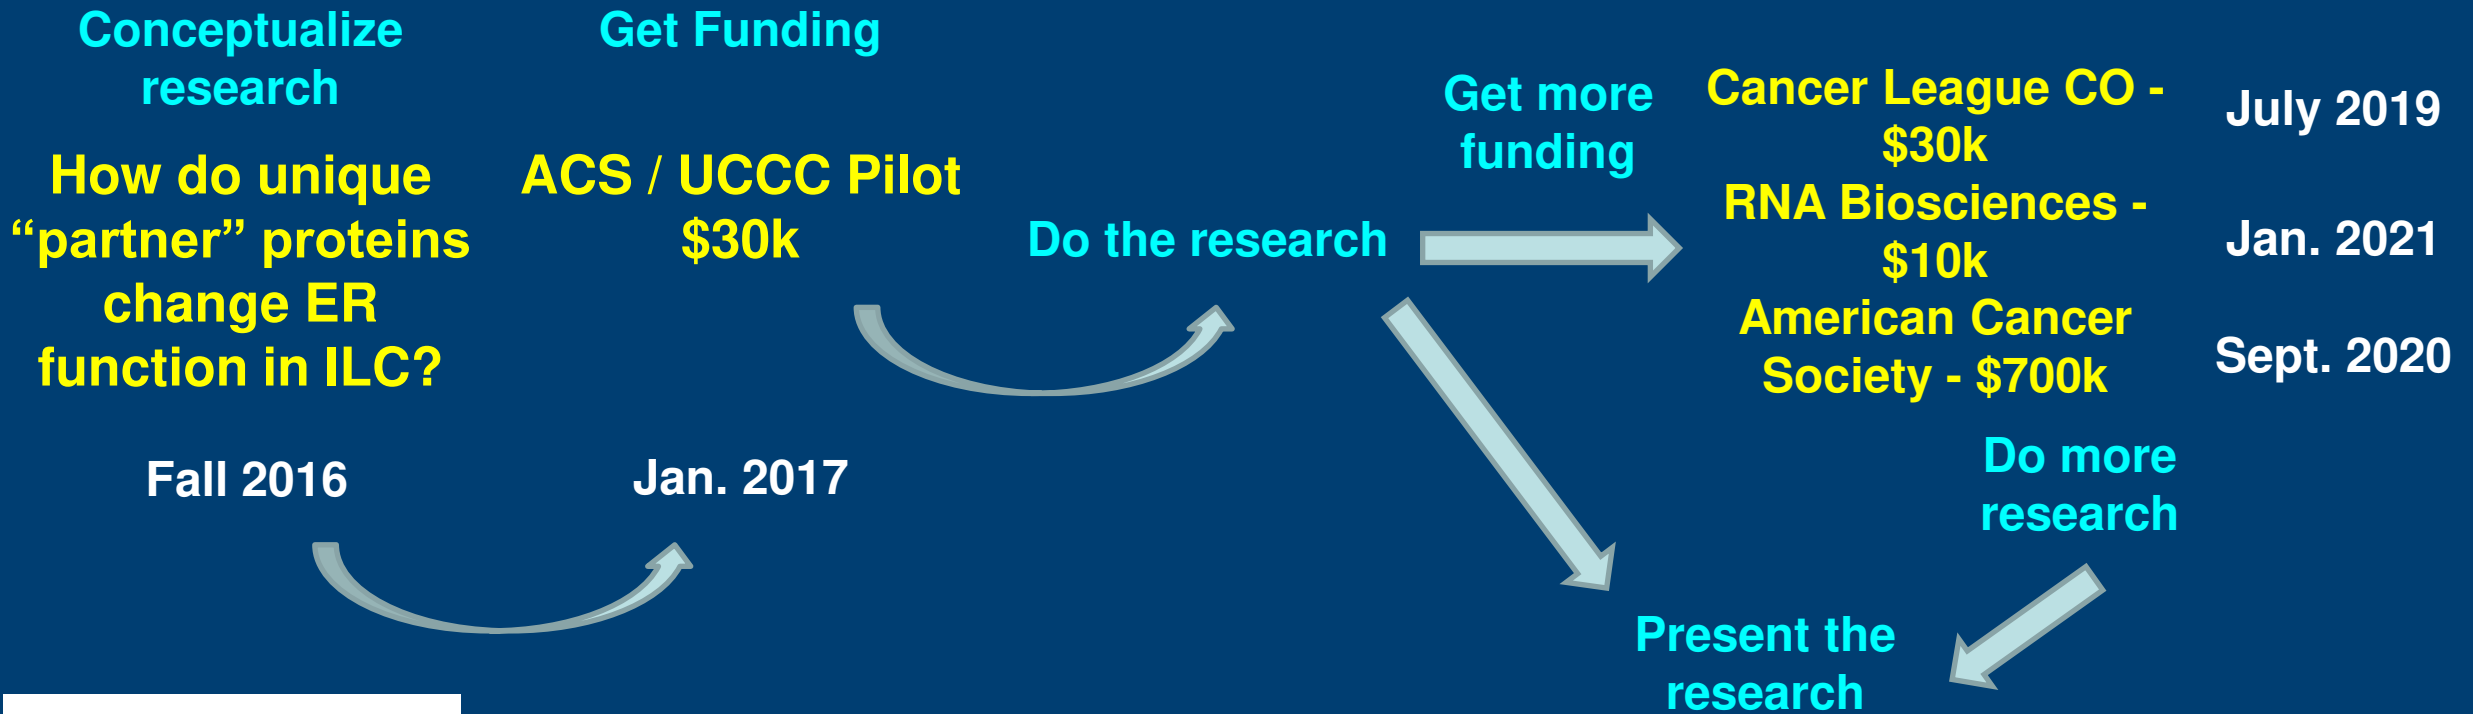 Conceptualize
research
How do unique
“partner” proteins
change ER
function in ILC?
Fall 2016
Get Funding
ACS / UCCC Pilot
$30k
Jan. 2017
Do the research
Get more
funding
Cancer League CO -
$30k
July 2019
RNA Biosciences -
$10k
Jan. 2021
American Cancer
Society - $700k
Sept. 2020
Do more
research
Present the
research